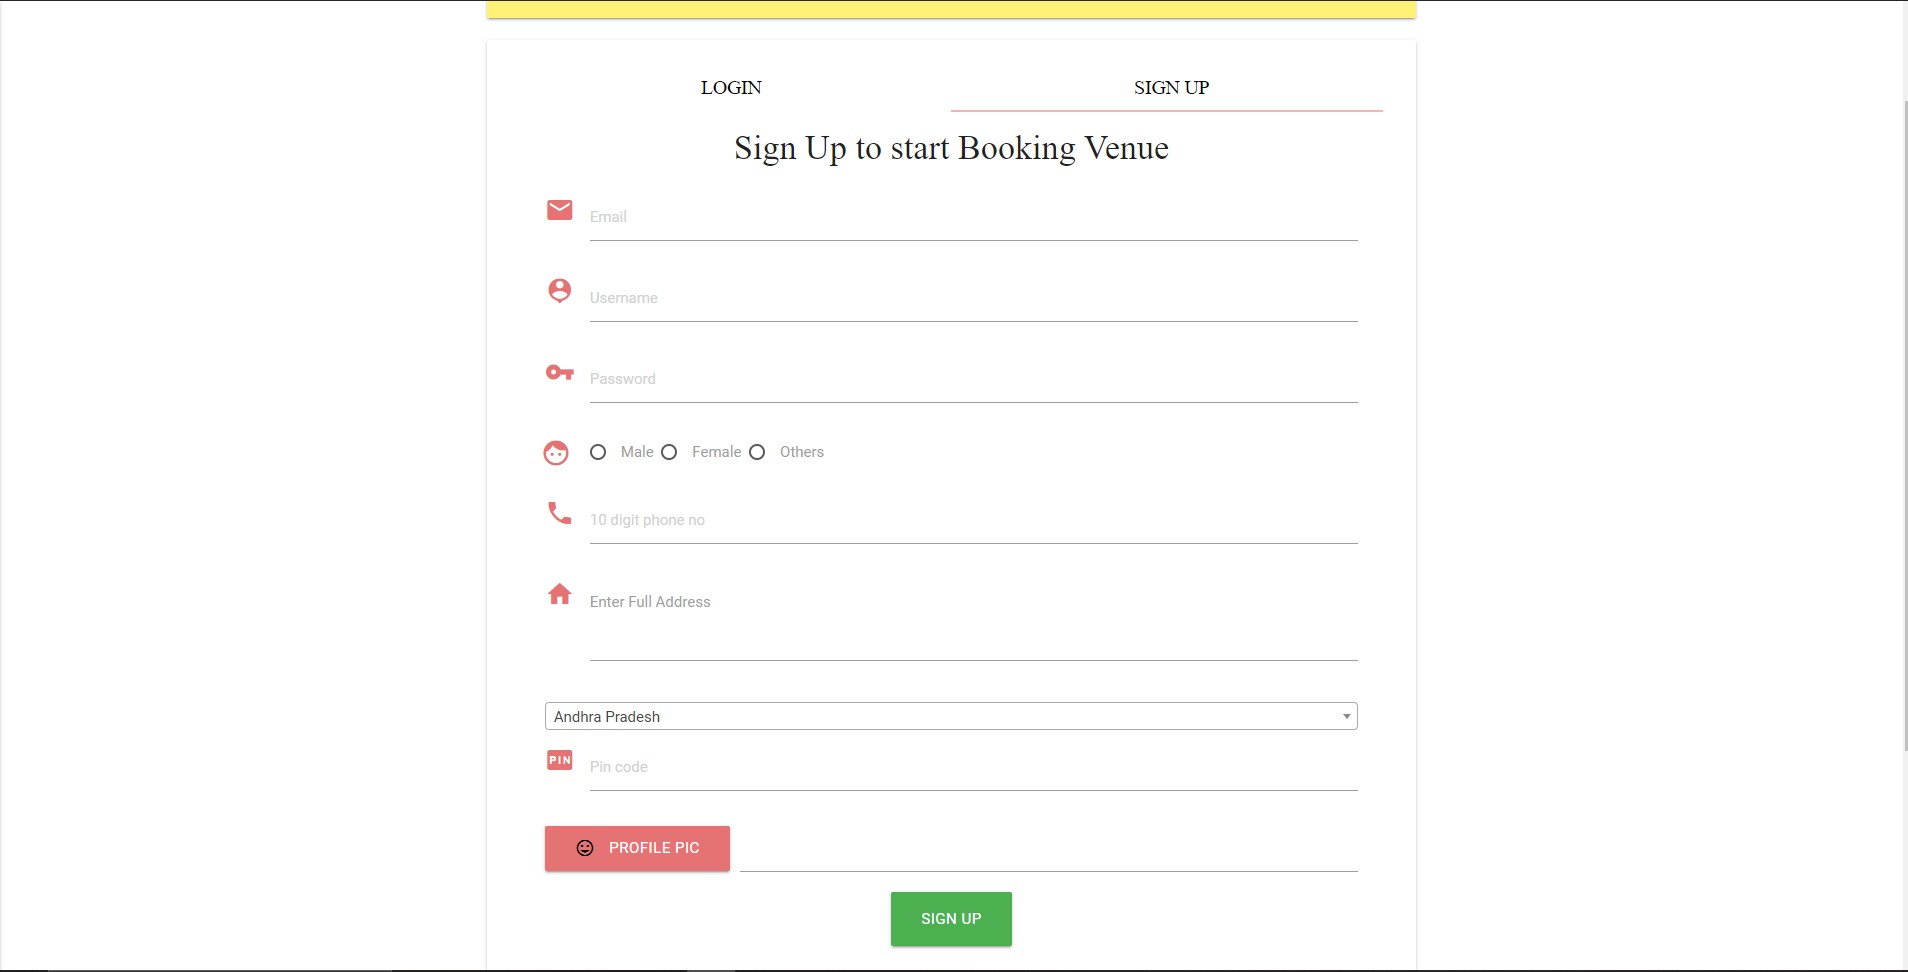 LOGIN SIGN UP
Sign Up to start Booking Venue
Email
Username
Password
Male Female Others
10 digit phone no
Enter Full Address
Andhra Pradesh
PIN Pin code
PROFILE PIC
SIGN UP